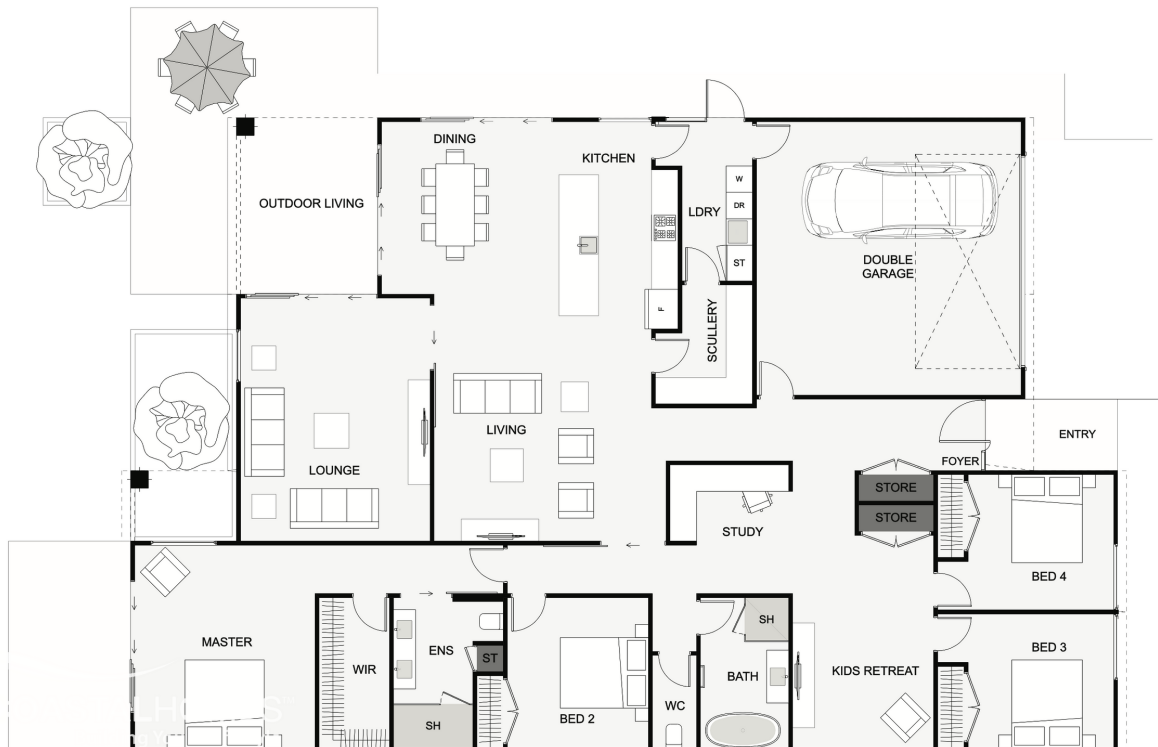 DINING
KITCHEN
W
DR
OUTDOOR LIVING
LDRY
ST
DOUBLE
GARAGE
F
SCULLERY
LIVING
ENTRY
LOUNGE
FOYER
STORE
STORE
STUDY
BED 4
MASTER
WIR
ENS
ST
SH
BATH
KIDS RETREAT
BED 3
WC
BED 2
SH